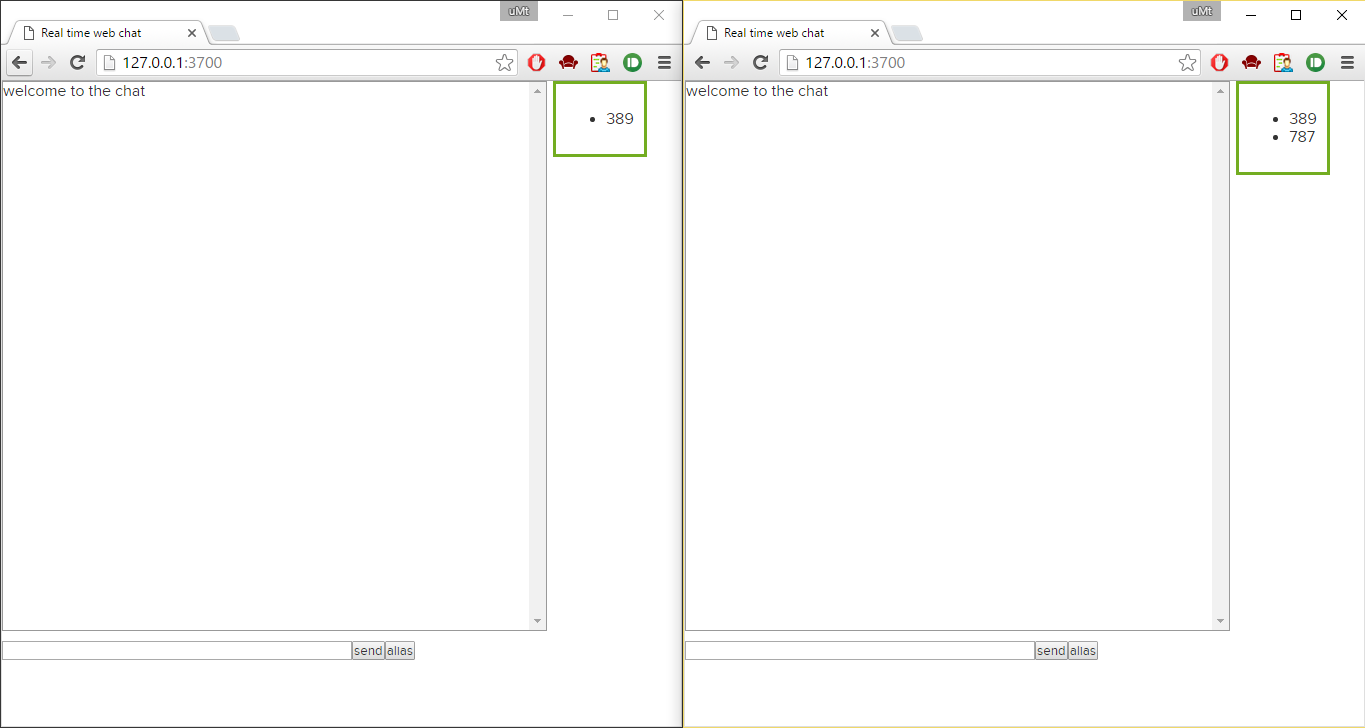 uMt
Real time web chat
127.0.0.1:3700
welcome to the chat
389
send alias
uMt
Real time web chat
127.0.0.1:3700
welcome to the chat
389
787
send alias